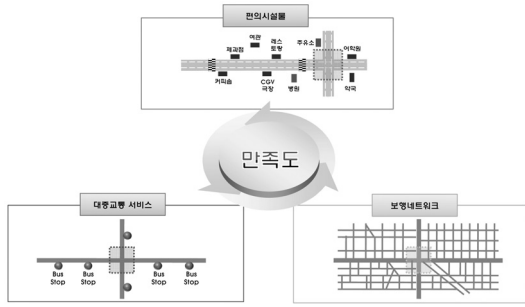 편의시설물
여관
레스
토랑
주유소
제과점
어학원
커피숍
CGV
극장
병원
약국
만족도
대중교통 서비스
보행네트워크
Bus
Stop
Bus
Stop
Bus
Stop
Bus
Stop